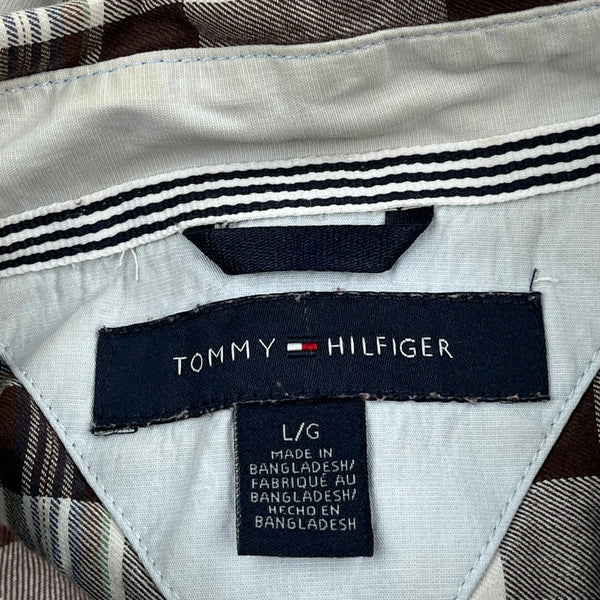 TOMMY HILFIGER
L/G
MADE IN
BANGLADESH/
FABRIQUÉ AU
BANGLADESH/
HECHO EN
BANGLADESH